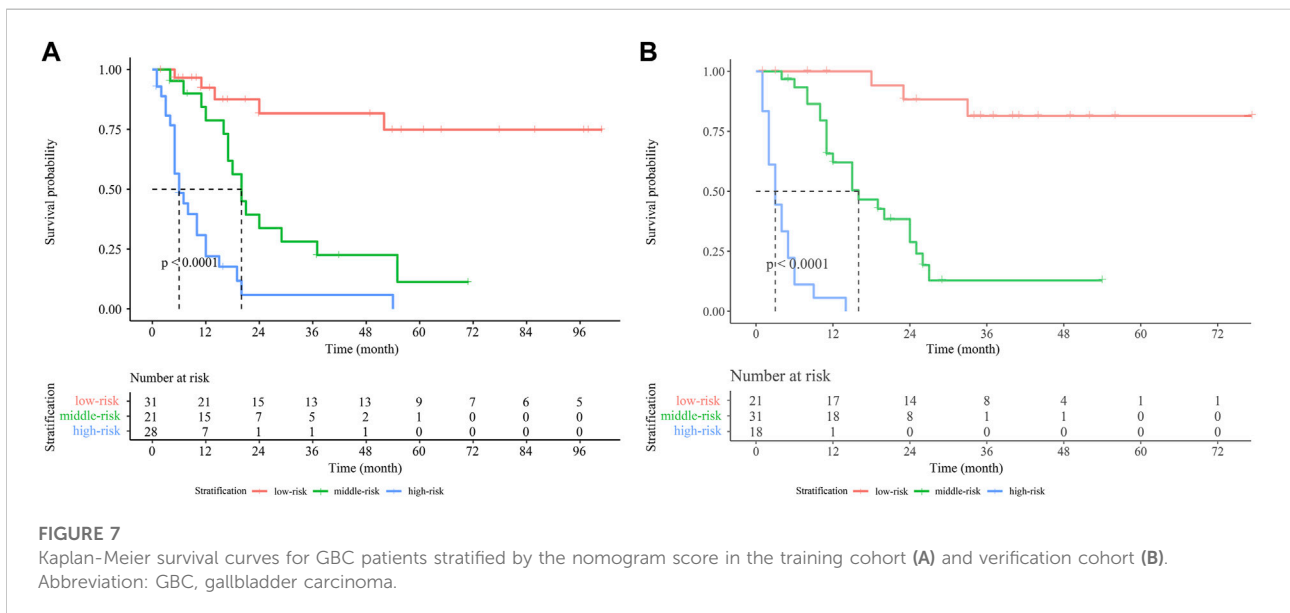 A
1.00
0.75
0.50
0.25
0.00
Survival probability
p < 0.0001
0 12 24 36 48 60 72 84 96
Time (month)
Number at risk
Stratification
low-risk 31 21 15 13 13 9 7 6 5
middle-risk 21 15 7 5 2 1 0 0 0
high-risk 28 7 1 1 1 0 0 0 0
0 12 24 36 48 60 72 84 96
Time (month)
Stratification low-risk middle-risk high-risk
B
1.00
0.75
0.50
0.25
0.00
Survival probability
p < 0.0001
0 12 24 36 48 60 72
Time (month)
Number at risk
Stratification
low-risk 21 17 14 8 4 1 1
middle-risk 31 18 8 1 1 0 0
high-risk 18 1 0 0 0 0 0
0 12 24 36 48 60 72
Time (month)
Stratification low-risk middle-risk high-risk
FIGURE 7
Kaplan-Meier survival curves for GBC patients stratified by the nomogram score in the training cohort (A) and verification cohort (B).
Abbreviation: GBC, gallbladder carcinoma.